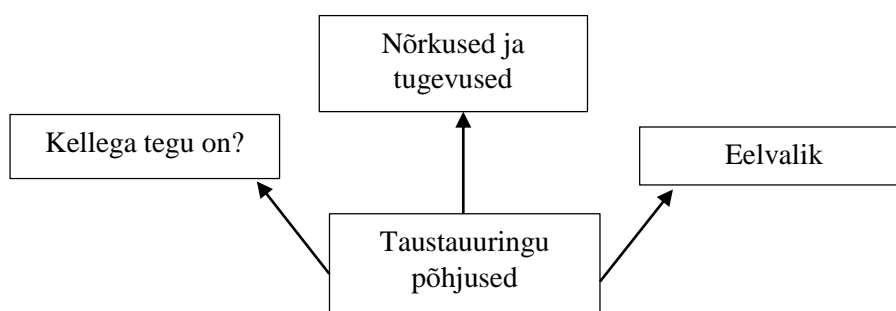 Nõrkused ja
tugevused
Kellega tegu on?
Eelvalik
Taustauuringu
põhjused